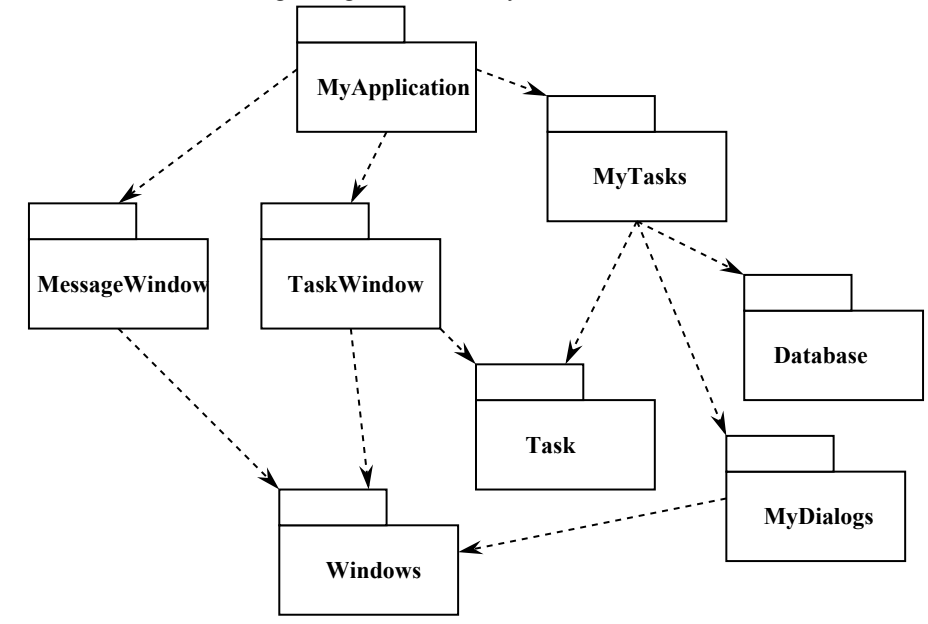 MyApplication
MyTasks
MessageWindow
TaskWindow
Database
Task
MyDialogs
Windows